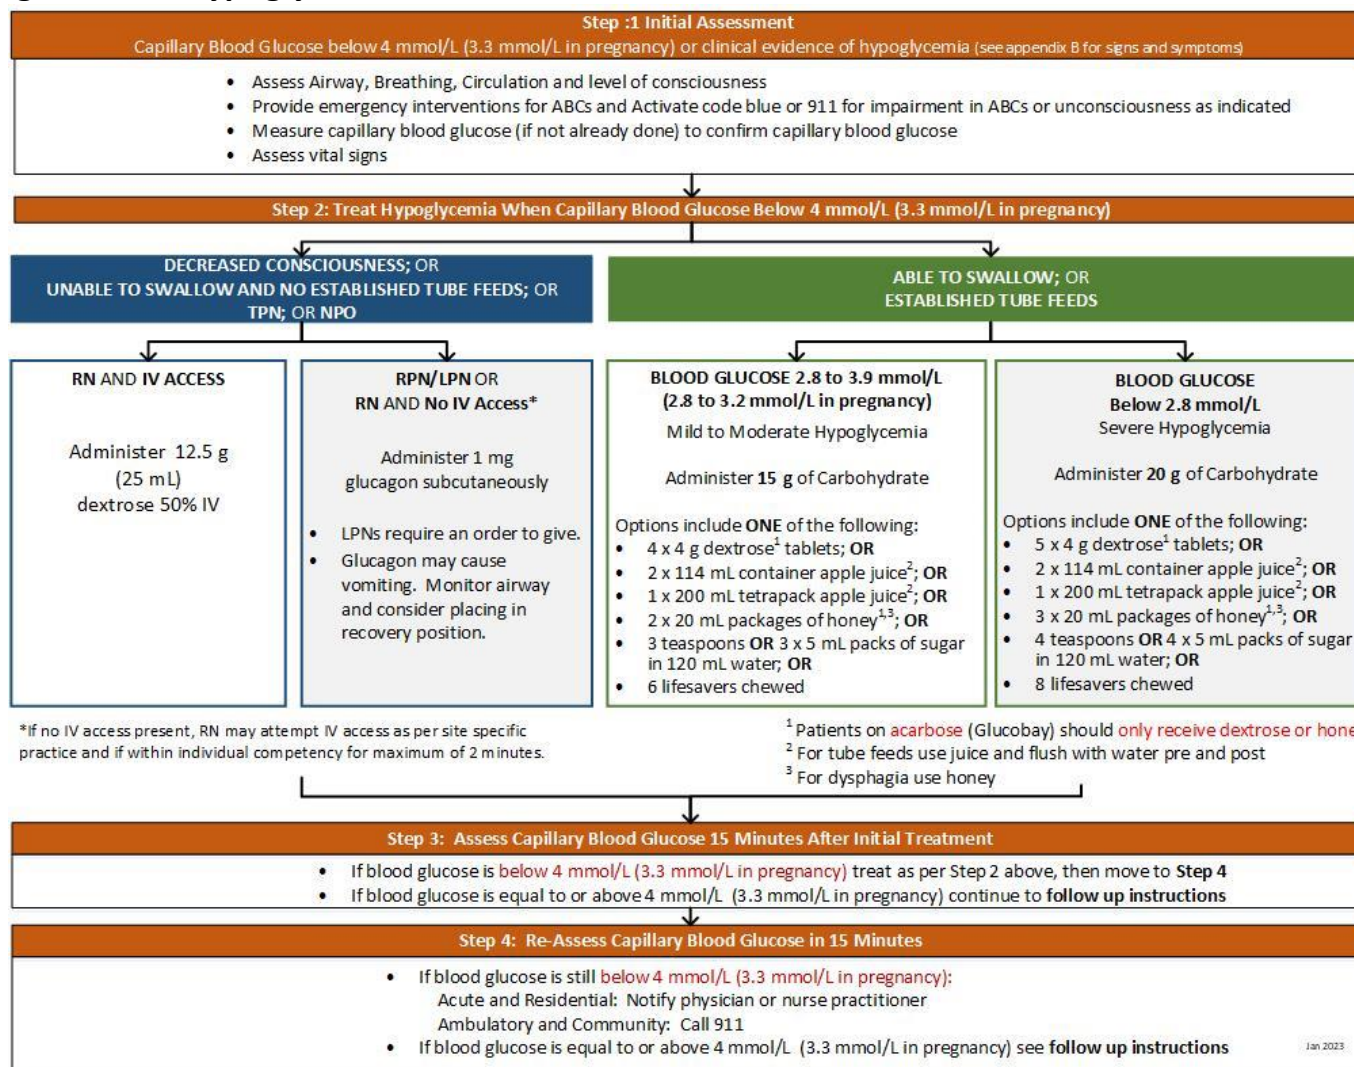 Step :1 Initial Assessment
Capillary Blood Glucose below 4 mmol/L (3.3 mmol/L in pregnancy) or clinical evidence of hypoglycemia (see appendix B for signs and symptoms)
• Assess Airway, Breathing, Circulation and level of consciousness
• Provide emergency interventions for ABCs and Activate code blue or 911 for impairment in ABCs or unconsciousness as indicated
• Measure capillary blood glucose (if not already done) to confirm capillary blood glucose
• Assess vital signs
Step 2: Treat Hypoglycemia When Capillary Blood Glucose Below 4 mmol/L (3.3 mmol/L in pregnancy)
DECREASED CONSCIOUSNESS; OR
UNABLE TO SWALLOW AND NO ESTABLISHED TUBE FEEDS; OR
TPN; OR NPO
ABLE TO SWALLOW; OR
ESTABLISHED TUBE FEEDS
RN AND IV ACCESS
Administer 12.5 g
(25 mL)
dextrose 50% IV
RPN/LPN OR
RN AND No IV Access*
Administer 1 mg
glucagon subcutaneously
• LPNs require an order to give.
• Glucagon may cause
vomiting. Monitor airway
and consider placing in
recovery position.
BLOOD GLUCOSE 2.8 to 3.9 mmol/L
(2.8 to 3.2 mmol/L in pregnancy)
Mild to Moderate Hypoglycemia
Administer 15 g of Carbohydrate
Options include ONE of the following:
• 4 x 4 g dextrose¹ tablets; OR
• 2 x 114 mL container apple juice²; OR
• 1 x 200 mL tetrapack apple juice²; OR
• 2 x 20 mL packages of honey¹,³; OR
• 3 teaspoons OR 3 x 5 mL packs of sugar
in 120 mL water; OR
• 6 lifesavers chewed
BLOOD GLUCOSE
Below 2.8 mmol/L
Severe Hypoglycemia
Administer 20 g of Carbohydrate
Options include ONE of the following:
• 5 x 4 g dextrose¹ tablets; OR
• 2 x 114 mL container apple juice²; OR
• 1 x 200 mL tetrapack apple juice²; OR
• 3 x 20 mL packages of honey¹,³; OR
• 4 teaspoons OR 4 x 5 mL packs of sugar
in 120 mL water; OR
• 8 lifesavers chewed
*If no IV access present, RN may attempt IV access as per site specific
practice and if within individual competency for maximum of 2 minutes.
¹ Patients on acarbose (Glucobay) should only receive dextrose or hone
² For tube feeds use juice and flush with water pre and post
³ For dysphagia use honey
Step 3: Assess Capillary Blood Glucose 15 Minutes After Initial Treatment
• If blood glucose is below 4 mmol/L (3.3 mmol/L in pregnancy) treat as per Step 2 above, then move to Step 4
• If blood glucose is equal to or above 4 mmol/L (3.3 mmol/L in pregnancy) continue to follow up instructions
Step 4: Re-Assess Capillary Blood Glucose in 15 Minutes
• If blood glucose is still below 4 mmol/L (3.3 mmol/L in pregnancy):
Acute and Residential: Notify physician or nurse practitioner
Ambulatory and Community: Call 911
• If blood glucose is equal to or above 4 mmol/L (3.3 mmol/L in pregnancy) see follow up instructions
Jan 2023